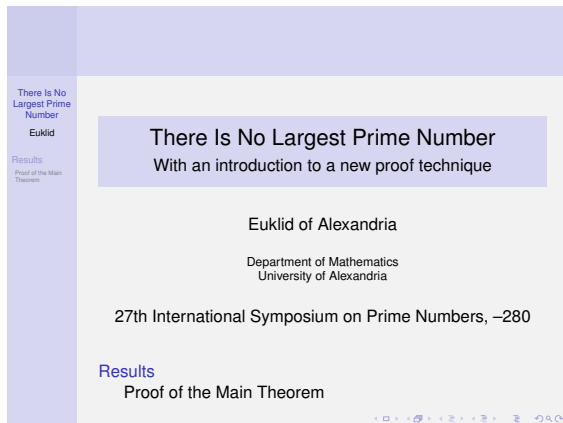 There Is No
Largest Prime
Number
Euklid
Results
Proof of the Main
Theorem
There Is No Largest Prime Number
With an introduction to a new proof technique
Euklid of Alexandria
Department of Mathematics
University of Alexandria
27th International Symposium on Prime Numbers, –280
Results
Proof of the Main Theorem